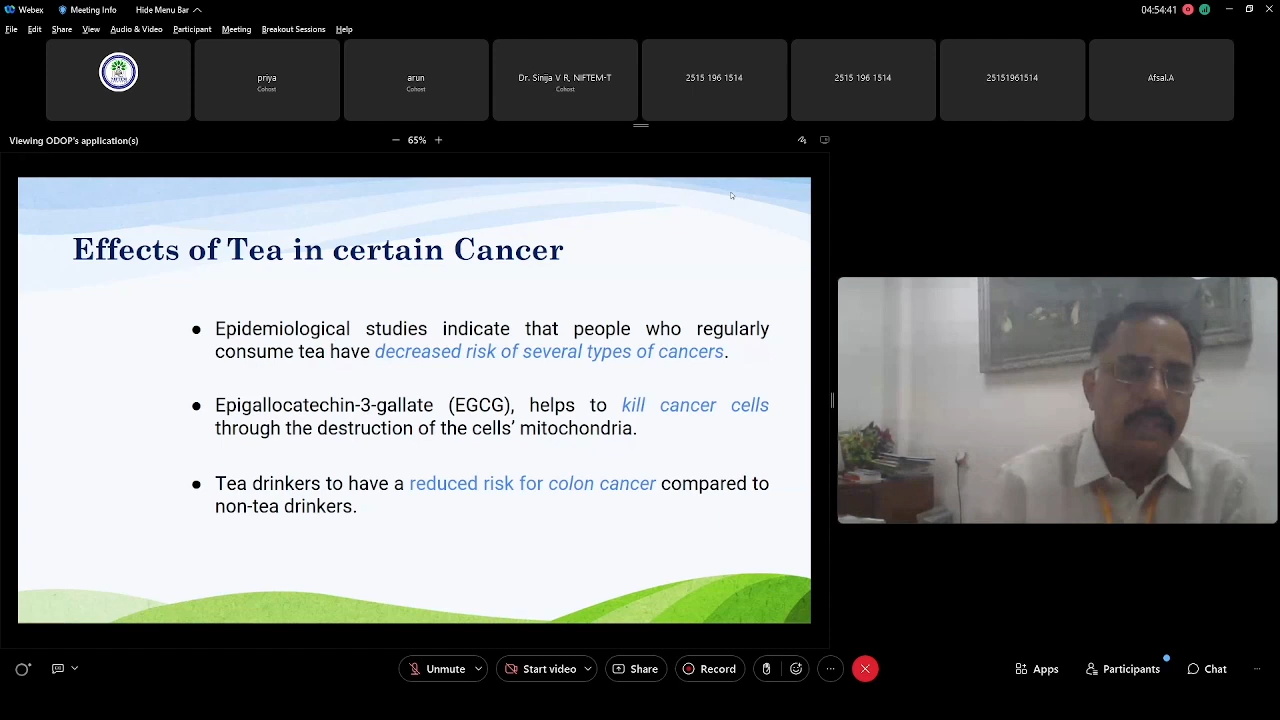 Webex
Meeting Info
Hide Menu Bar
04:54:41
File Edit Share View Audio & Video Participant Meeting Breakout Sessions Help
priya
Cohost
arun
Cohost
Dr. Sinija V R, NIFTEM-T
Cohost
2515 196 1514
2515 196 1514
25151961514
Afsal.A
Viewing ODOP's application(s)
65%
Effects of Tea in certain Cancer
● Epidemiological studies indicate that people who regularly
consume tea have decreased risk of several types of cancers.
● Epigallocatechin-3-gallate (EGCG), helps to kill cancer cells
through the destruction of the cells' mitochondria.
● Tea drinkers to have a reduced risk for colon cancer compared to
non-tea drinkers.
Unmute
Start video
Share
Record
Apps
Participants
Chat